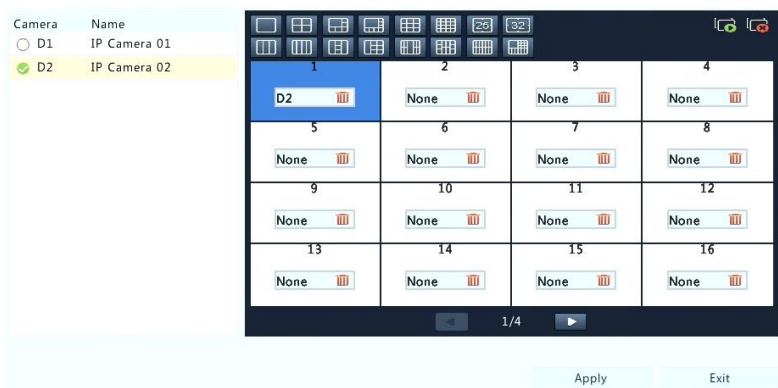 Camera Name
D1 IP Camera 01
D2 IP Camera 02
26 32
1 2 3 4
D2 None None None
5 6 7 8
None None None None
9 10 11 12
None None None None
13 14 15 16
None None None None
1/4
Apply Exit